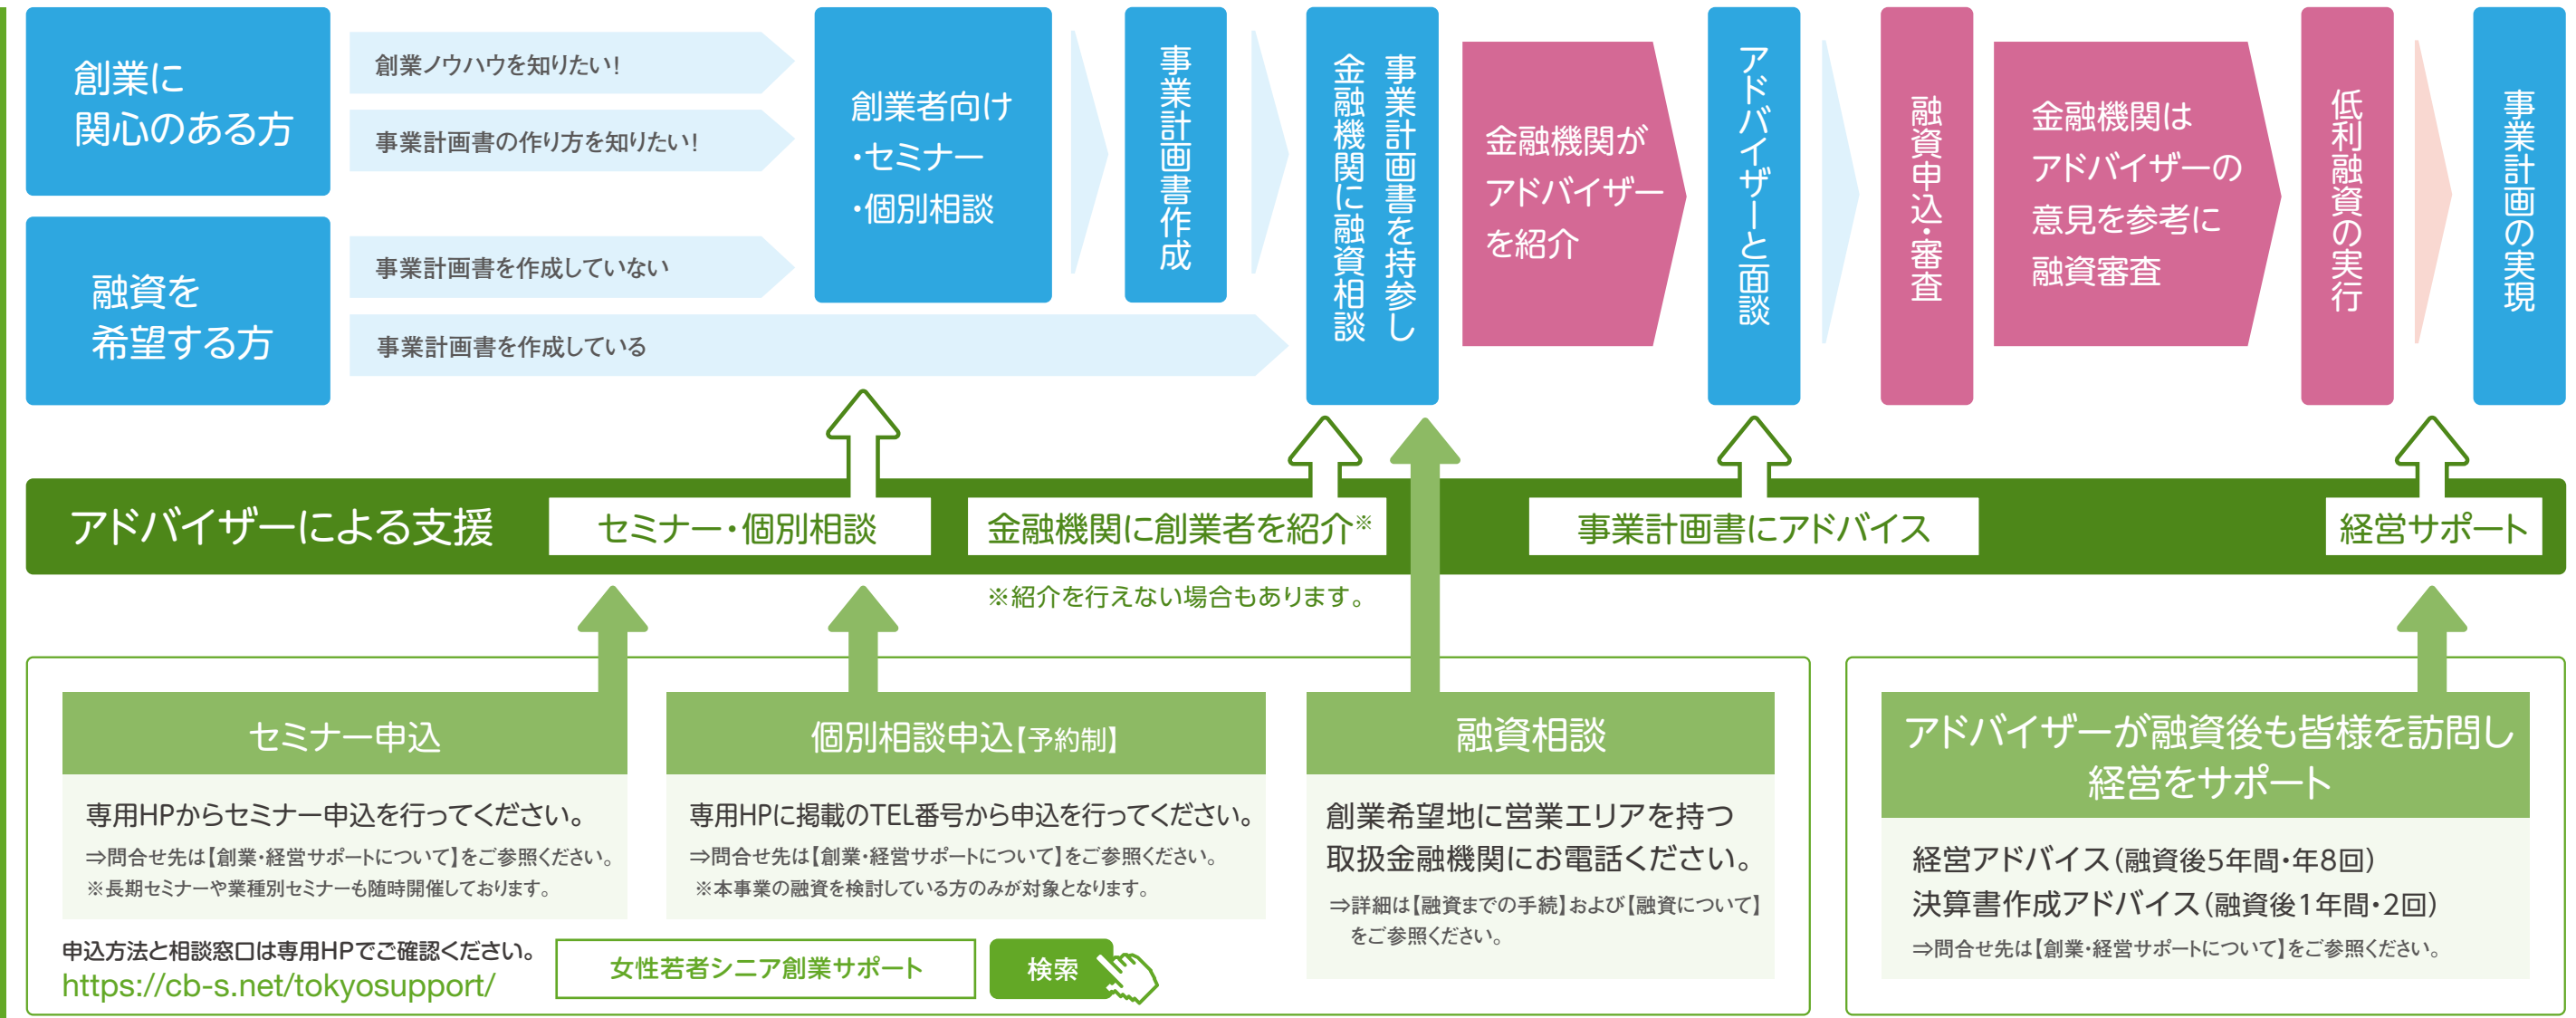 創業に
関心のある方
創業ノウハウを知りたい!
事業計画書の作り方を知りたい!
融資を
希望する方
事業計画書を作成していない
事業計画書を作成している
創業者向け
・セミナー
・個別相談
事業計画書作成
事業計画書を持参し
金融機関に融資相談
金融機関が
アドバイザー
を紹介
アドバイザーと面談
融資申込・審査
金融機関は
アドバイザーの
意見を参考に
融資審査
低利融資の実行
事業計画の実現
アドバイザーによる支援
セミナー・個別相談
金融機関に創業者を紹介※
事業計画書にアドバイス
経営サポート
※紹介を行えない場合もあります。
セミナー申込
専用HPからセミナー申込を行ってください。
⇒問合せ先は【創業・経営サポートについて】をご参照ください。
※長期セミナーや業種別セミナーも随時開催しております。
個別相談申込【予約制】
専用HPに掲載のTEL番号から申込を行ってください。
⇒問合せ先は【創業・経営サポートについて】をご参照ください。
※本事業の融資を検討している方のみが対象となります。
融資相談
創業希望地に営業エリアを持つ
取扱金融機関にお電話ください。
⇒詳細は【融資までの手続】および【融資について】
をご参照ください。
申込方法と相談窓口は専用HPでご確認ください。
https://cb-s.net/tokyosupport/
女性若者シニア創業サポート
検索
アドバイザーが融資後も皆様を訪問し
経営をサポート
経営アドバイス(融資後5年間・年8回)
決算書作成アドバイス(融資後1年間・2回)
⇒問合せ先は【創業・経営サポートについて】をご参照ください。